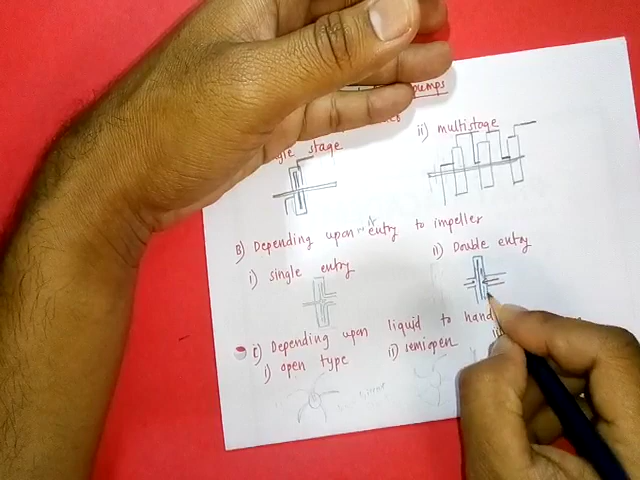 pumps
stage
ii) multistage
B) Depending upon entry to impeller
i) single entry
ii) Double entry
C) Depending upon liquid to hand
i) open type
ii) semiopen